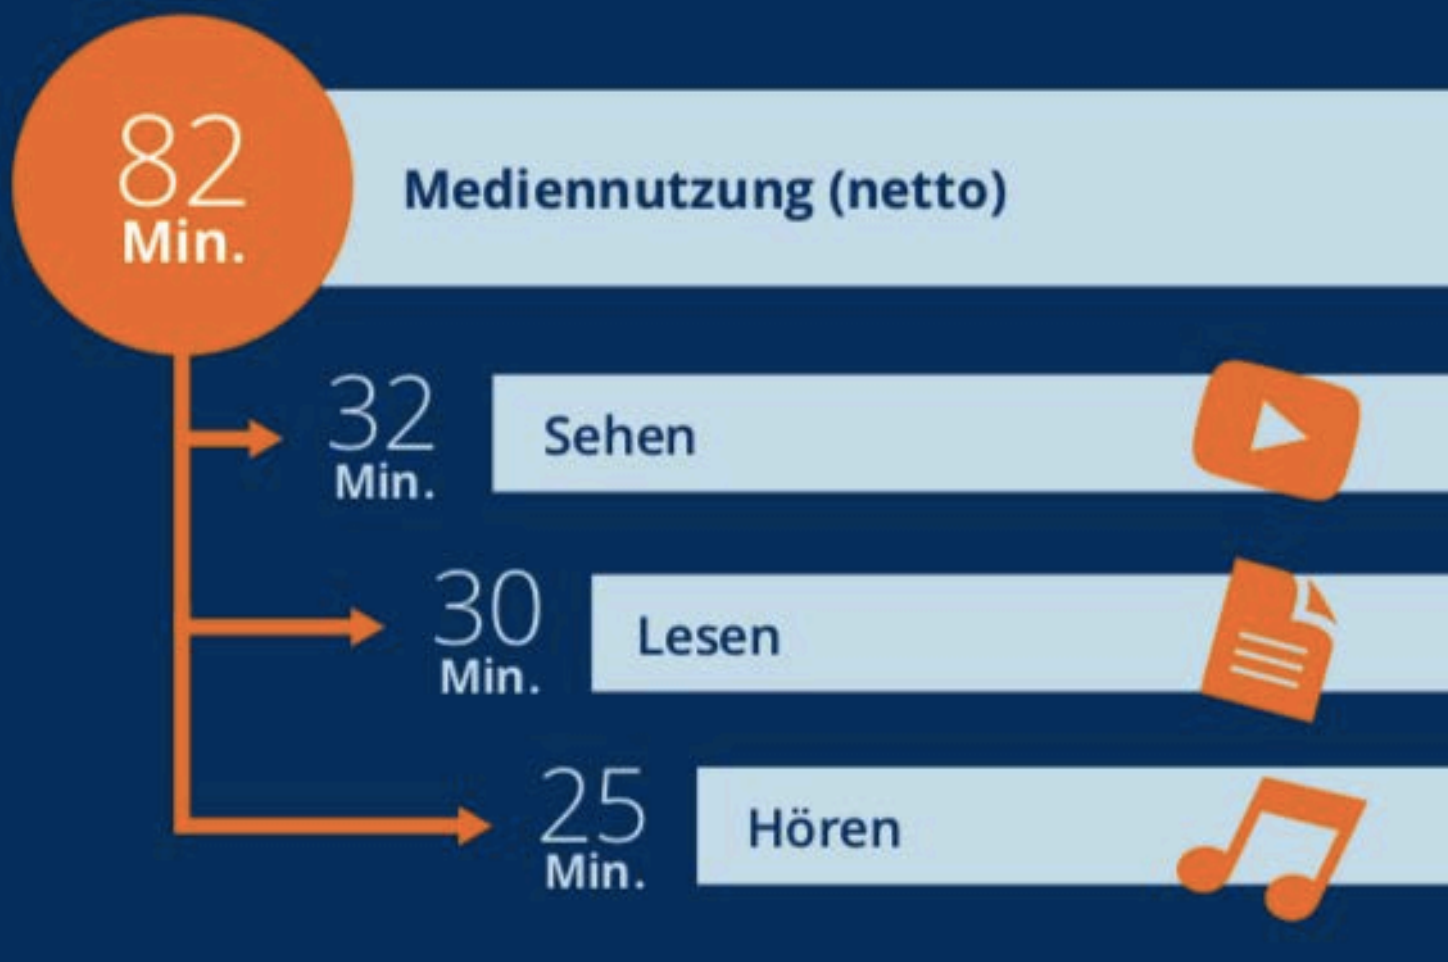 82
Min.
Mediennutzung (netto)
32
Min.
Sehen
30
Min.
Lesen
25
Min.
Hören